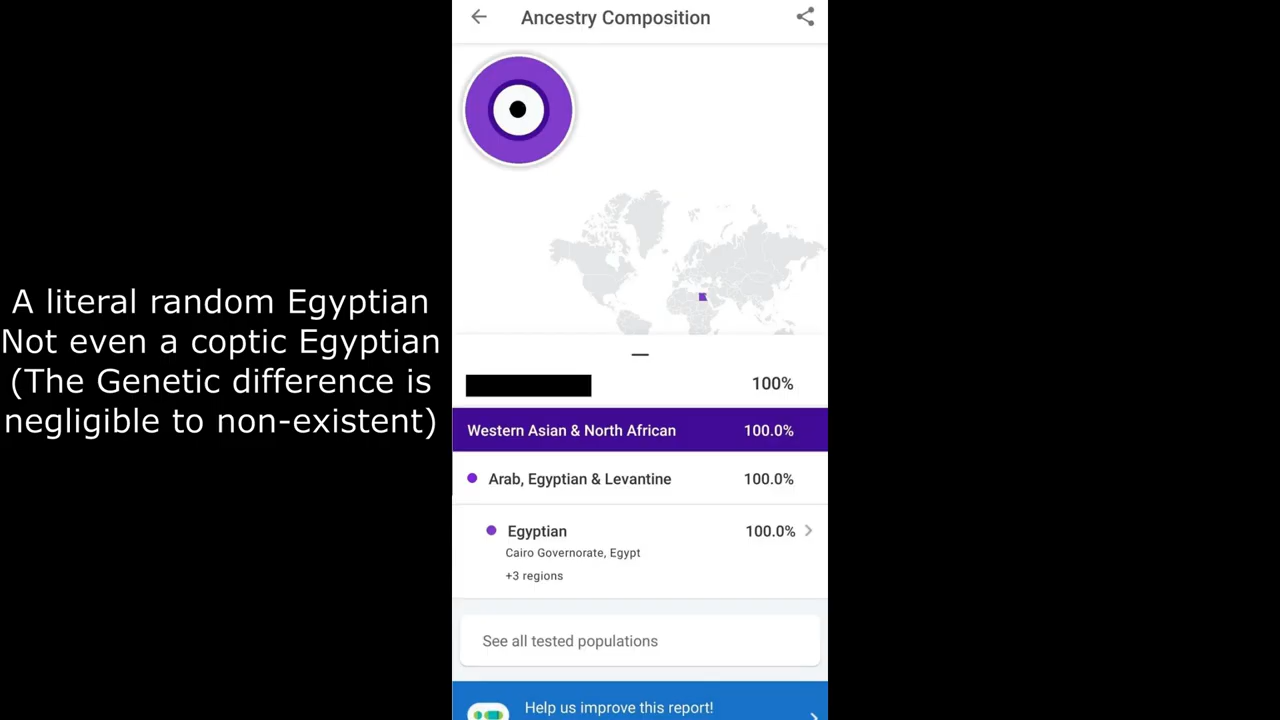 Ancestry Composition
A literal random Egyptian
Not even a coptic Egyptian
(The Genetic difference is
negligible to non-existent)
100%
Western Asian & North African 100.0%
Arab, Egyptian & Levantine 100.0%
Egyptian 100.0%
Cairo Governorate, Egypt
+3 regions
See all tested populations
Help us improve this report!